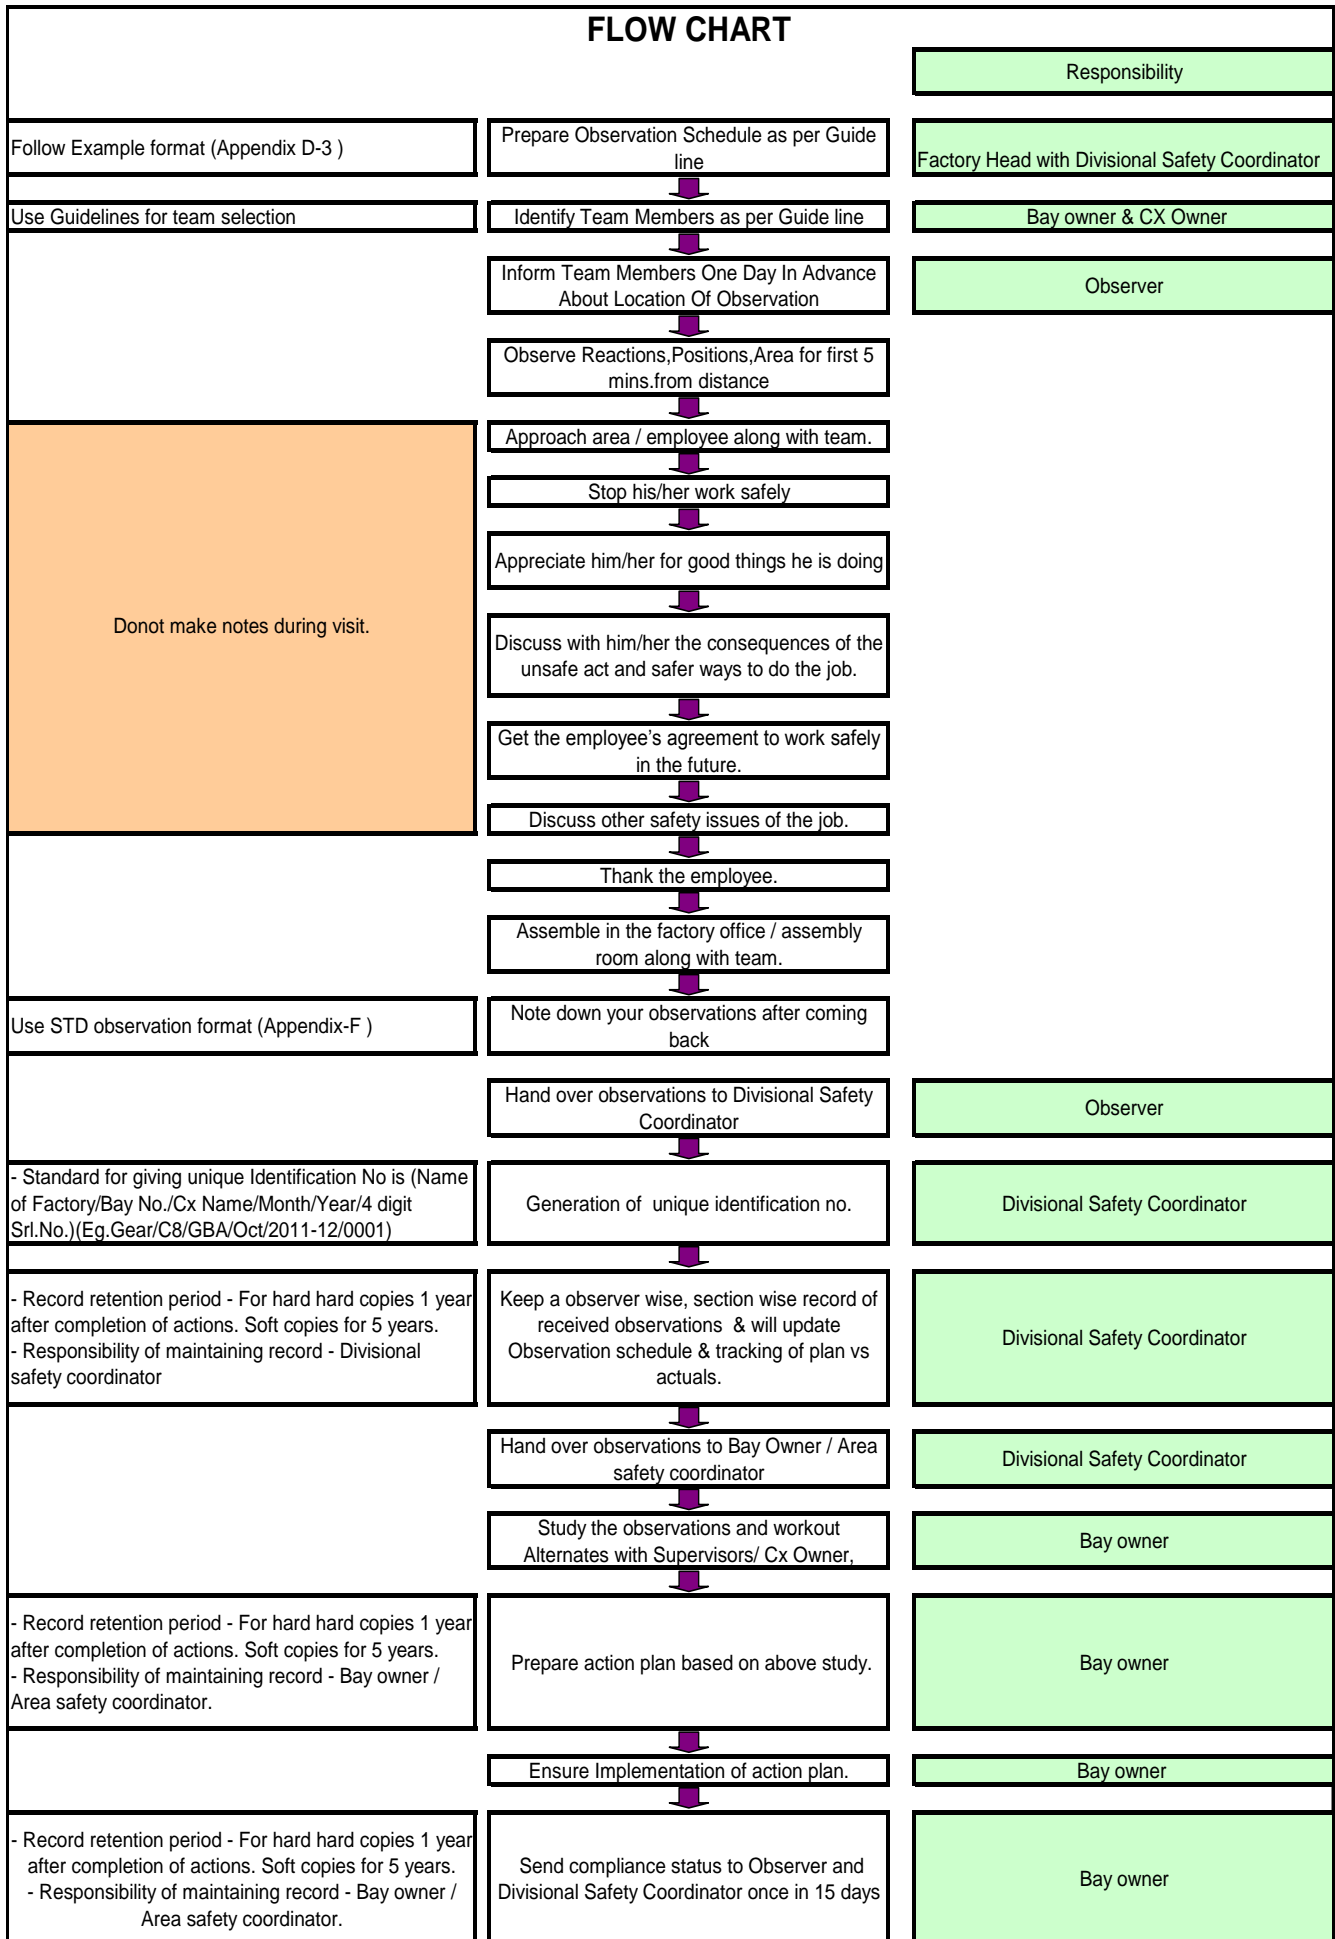 FLOW CHART
Responsibility
Follow Example format (Appendix D-3 )
Prepare Observation Schedule as per Guide
line
Factory Head with Divisional Safety Coordinator
Use Guidelines for team selection
Identify Team Members as per Guide line
Bay owner & CX Owner
Inform Team Members One Day In Advance
About Location Of Observation
Observer
Observe Reactions,Positions,Area for first 5
mins.from distance
Donot make notes during visit.
Approach area / employee along with team.
Stop his/her work safely
Appreciate him/her for good things he is doing
Discuss with him/her the consequences of the
unsafe act and safer ways to do the job.
Get the employee's agreement to work safely
in the future.
Discuss other safety issues of the job.
Thank the employee.
Assemble in the factory office / assembly
room along with team.
Use STD observation format (Appendix-F )
Note down your observations after coming
back
Hand over observations to Divisional Safety
Coordinator
Observer
- Standard for giving unique Identification No is (Name
of Factory/Bay No./Cx Name/Month/Year/4 digit
Srl.No.)(Eg.Gear/C8/GBA/Oct/2011-12/0001)
Generation of  unique identification no.
Divisional Safety Coordinator
- Record retention period - For hard hard copies 1 year
after completion of actions. Soft copies for 5 years.
- Responsibility of maintaining record - Divisional
safety coordinator
Keep a observer wise, section wise record of
received observations  & will update
Observation schedule & tracking of plan vs
actuals.
Divisional Safety Coordinator
Hand over observations to Bay Owner / Area
safety coordinator
Divisional Safety Coordinator
Study the observations and workout
Alternates with Supervisors/ Cx Owner,
Bay owner
- Record retention period - For hard hard copies 1 year
after completion of actions. Soft copies for 5 years.
- Responsibility of maintaining record - Bay owner /
Area safety coordinator.
Prepare action plan based on above study.
Bay owner
Ensure Implementation of action plan.
Bay owner
- Record retention period - For hard hard copies 1 year
after completion of actions. Soft copies for 5 years.
- Responsibility of maintaining record - Bay owner /
Area safety coordinator.
Send compliance status to Observer and
Divisional Safety Coordinator once in 15 days
Bay owner